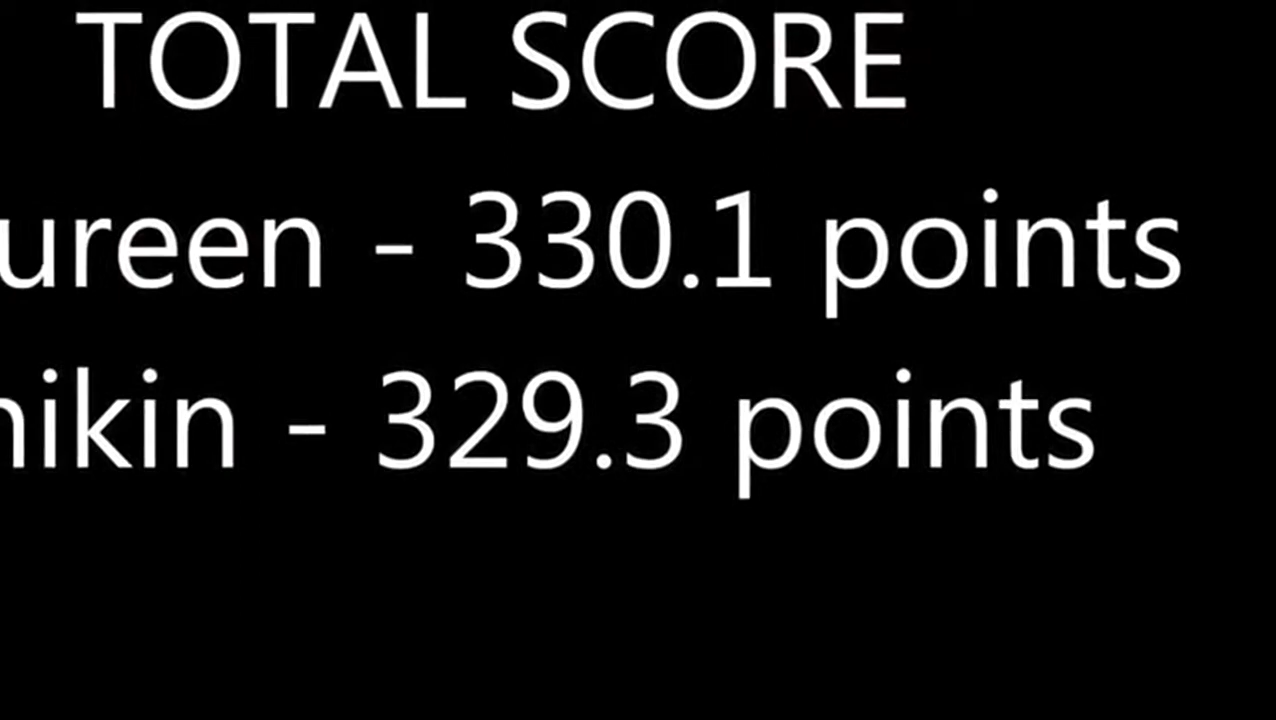 TOTAL SCORE
ureen - 330.1 points
nikin - 329.3 points